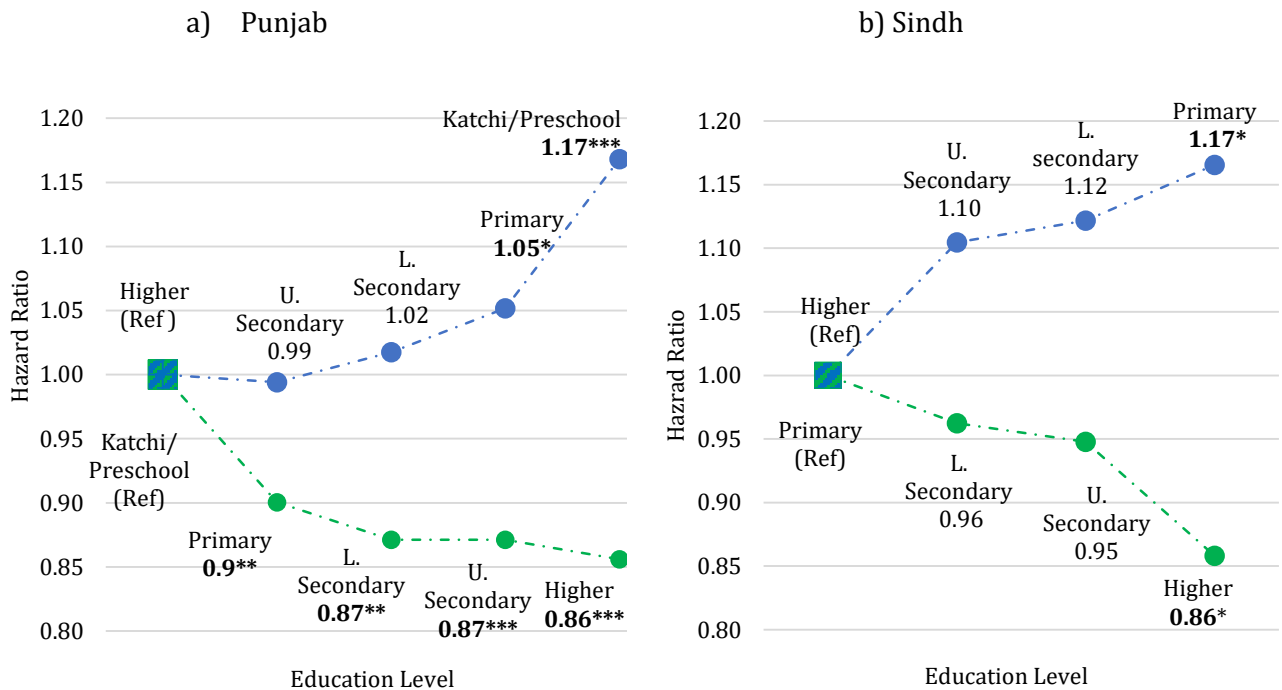 a) Punjab
1.20
1.15
1.10
1.05
1.00
0.95
0.90
0.85
0.80
Hazard Ratio
Katchi/Preschool
1.17***
Primary
1.05*
L.
Secondary
1.02
U.
Secondary
0.99
Higher
(Ref )
Katchi/
Preschool
(Ref)
Primary
0.9**
L.
Secondary
0.87**
U.
Secondary
0.87***
Higher
0.86***
Education Level
b) Sindh
1.20
1.15
1.10
1.05
1.00
0.95
0.90
0.85
0.80
Hazrad Ratio
Primary
1.17*
L.
secondary
1.12
U.
Secondary
1.10
Higher
(Ref)
Primary
(Ref)
L.
Secondary
0.96
U.
Secondary
0.95
Higher
0.86*
Education Level